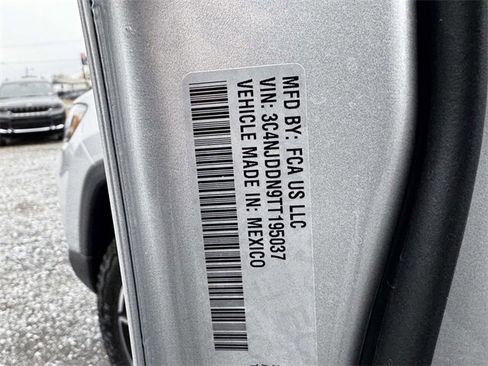 MFD BY: FCA US LLC
VIN: 3C4NJDDN9TT195037
VEHICLE MADE IN: MEXICO